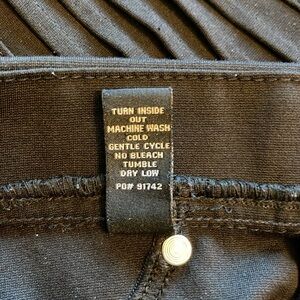 TURN INSIDE
OUT
MACHINE WASH
COLD
GENTLE CYCLE
NO BLEACH
TUMBLE
DRY LOW
PO# 91742